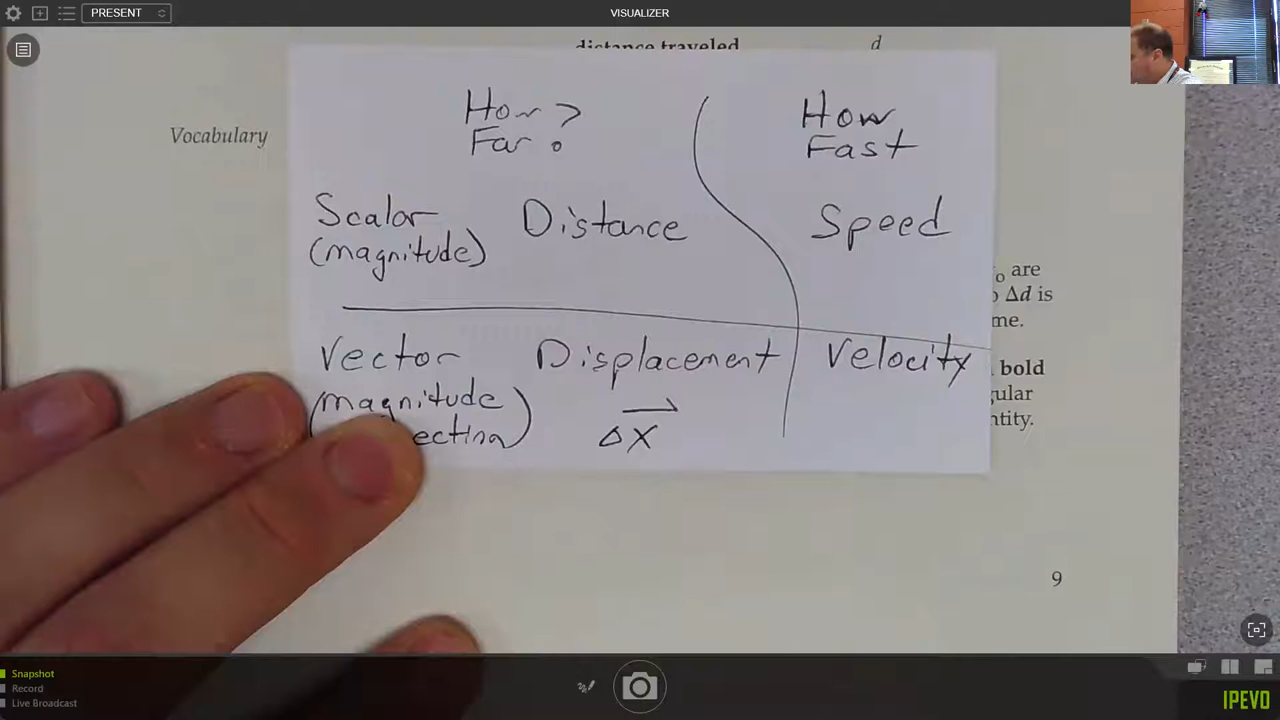 PRESENT
VISUALIZER
distance traveled
d
Vocabulary
How ?
Far
How
Fast
Scalar
(magnitude)
Distance
Speed
o are
Δd is
me.
Vector
(magnitude
ection)
Displacement
ΔX
Velocity
bold
gular
ntity.
9
Snapshot
Record
Live Broadcast
IPEVO